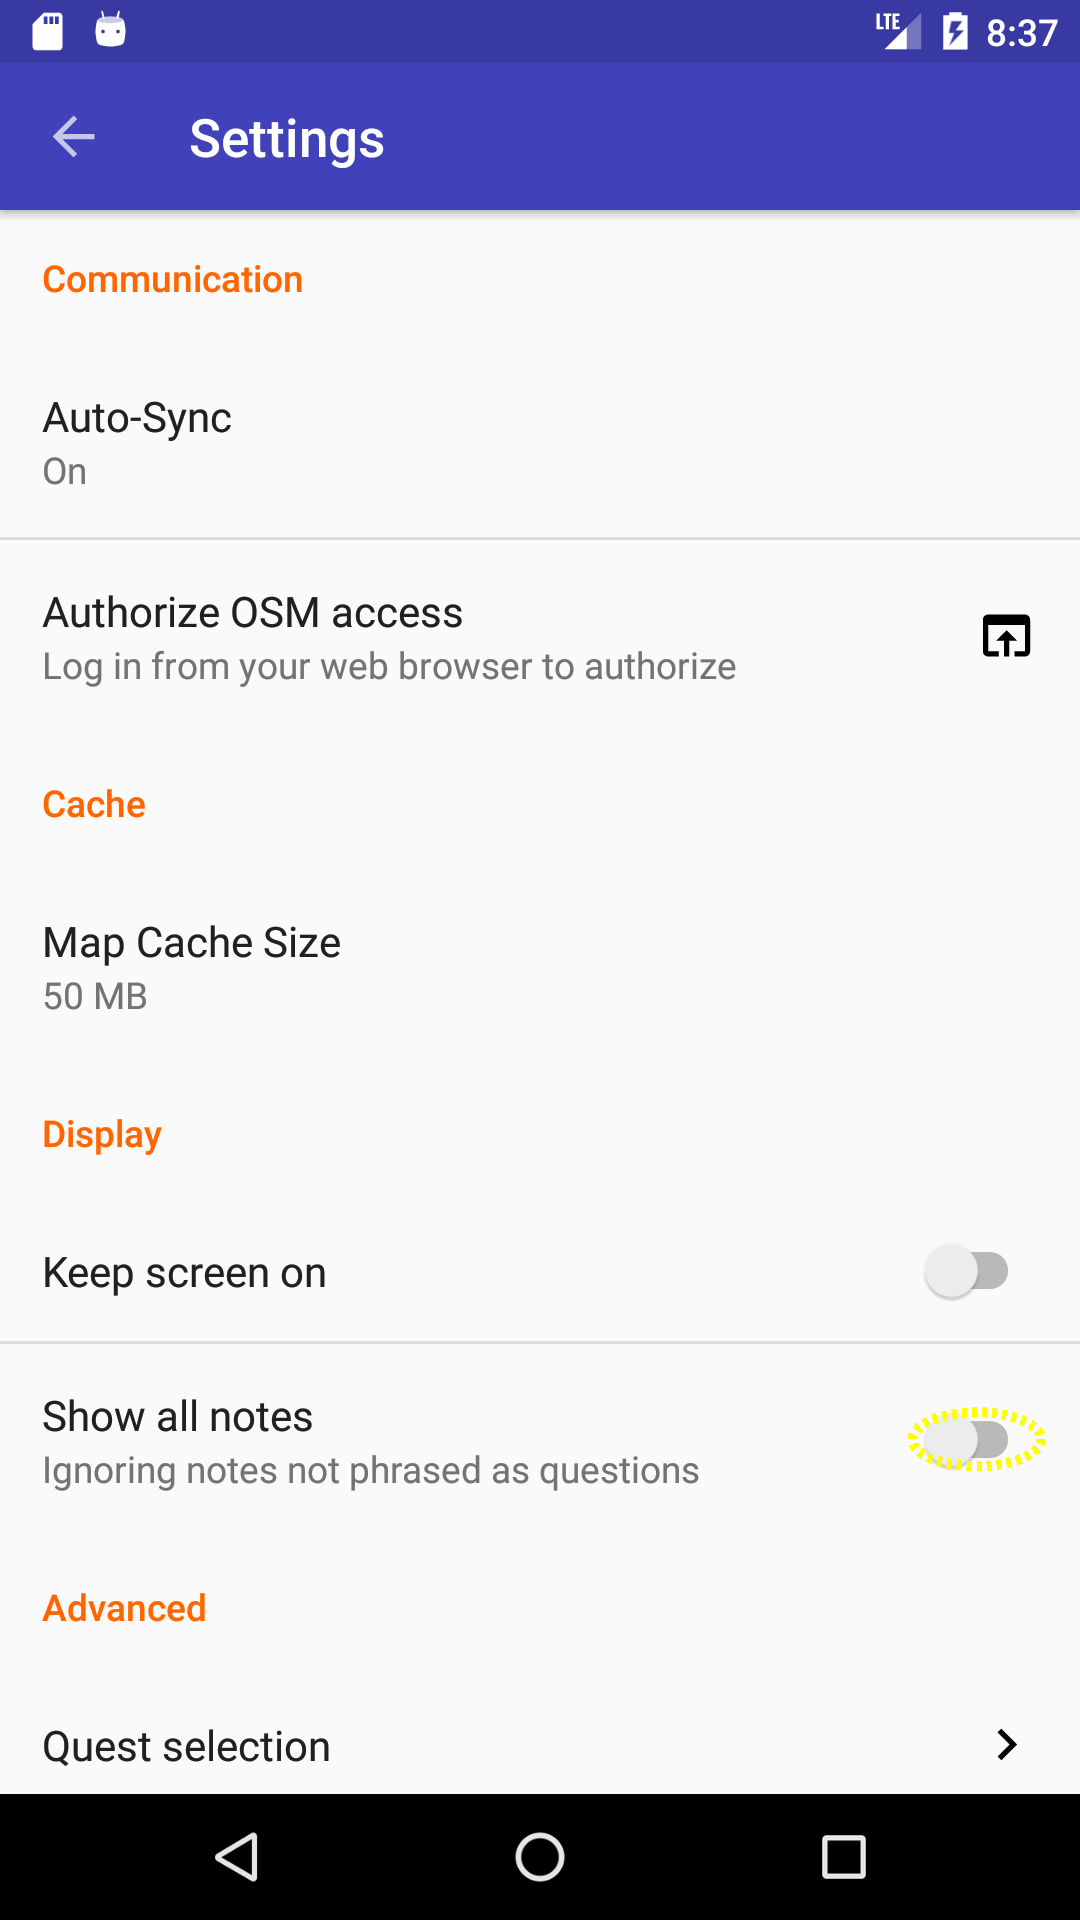 LTE 8:37
Settings
Communication
Auto-Sync
On
Authorize OSM access
Log in from your web browser to authorize
Cache
Map Cache Size
50 MB
Display
Keep screen on
Show all notes
Ignoring notes not phrased as questions
Advanced
Quest selection